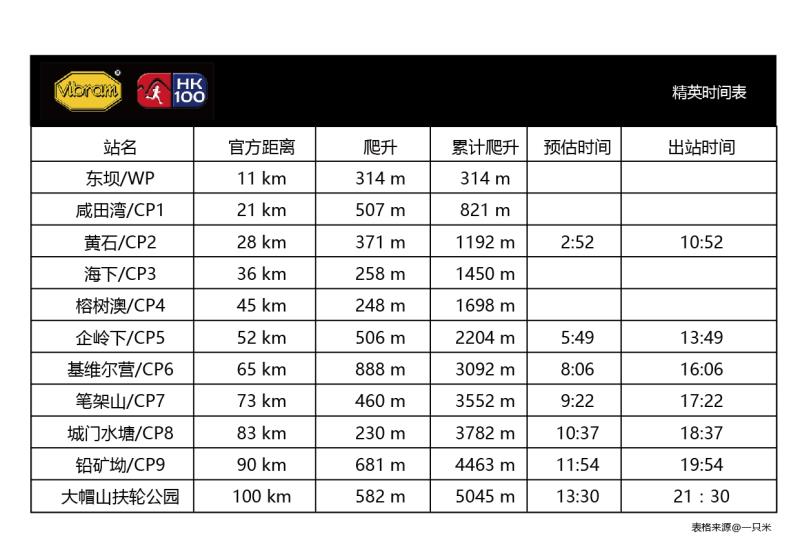 vibram® HK 100 精英时间表
站名 官方距离 爬升 累计爬升 预估时间 出站时间
东坝/WP 11 km 314 m 314 m
咸田湾/CP1 21 km 507 m 821 m
黄石/CP2 28 km 371 m 1192 m 2:52 10:52
海下/CP3 36 km 258 m 1450 m
榕树澳/CP4 45 km 248 m 1698 m
企岭下/CP5 52 km 506 m 2204 m 5:49 13:49
基维尔营/CP6 65 km 888 m 3092 m 8:06 16:06
笔架山/CP7 73 km 460 m 3552 m 9:22 17:22
城门水塘/CP8 83 km 230 m 3782 m 10:37 18:37
铅矿坳/CP9 90 km 681 m 4463 m 11:54 19:54
大帽山扶轮公园 100 km 582 m 5045 m 13:30 21：30
表格来源@一只米